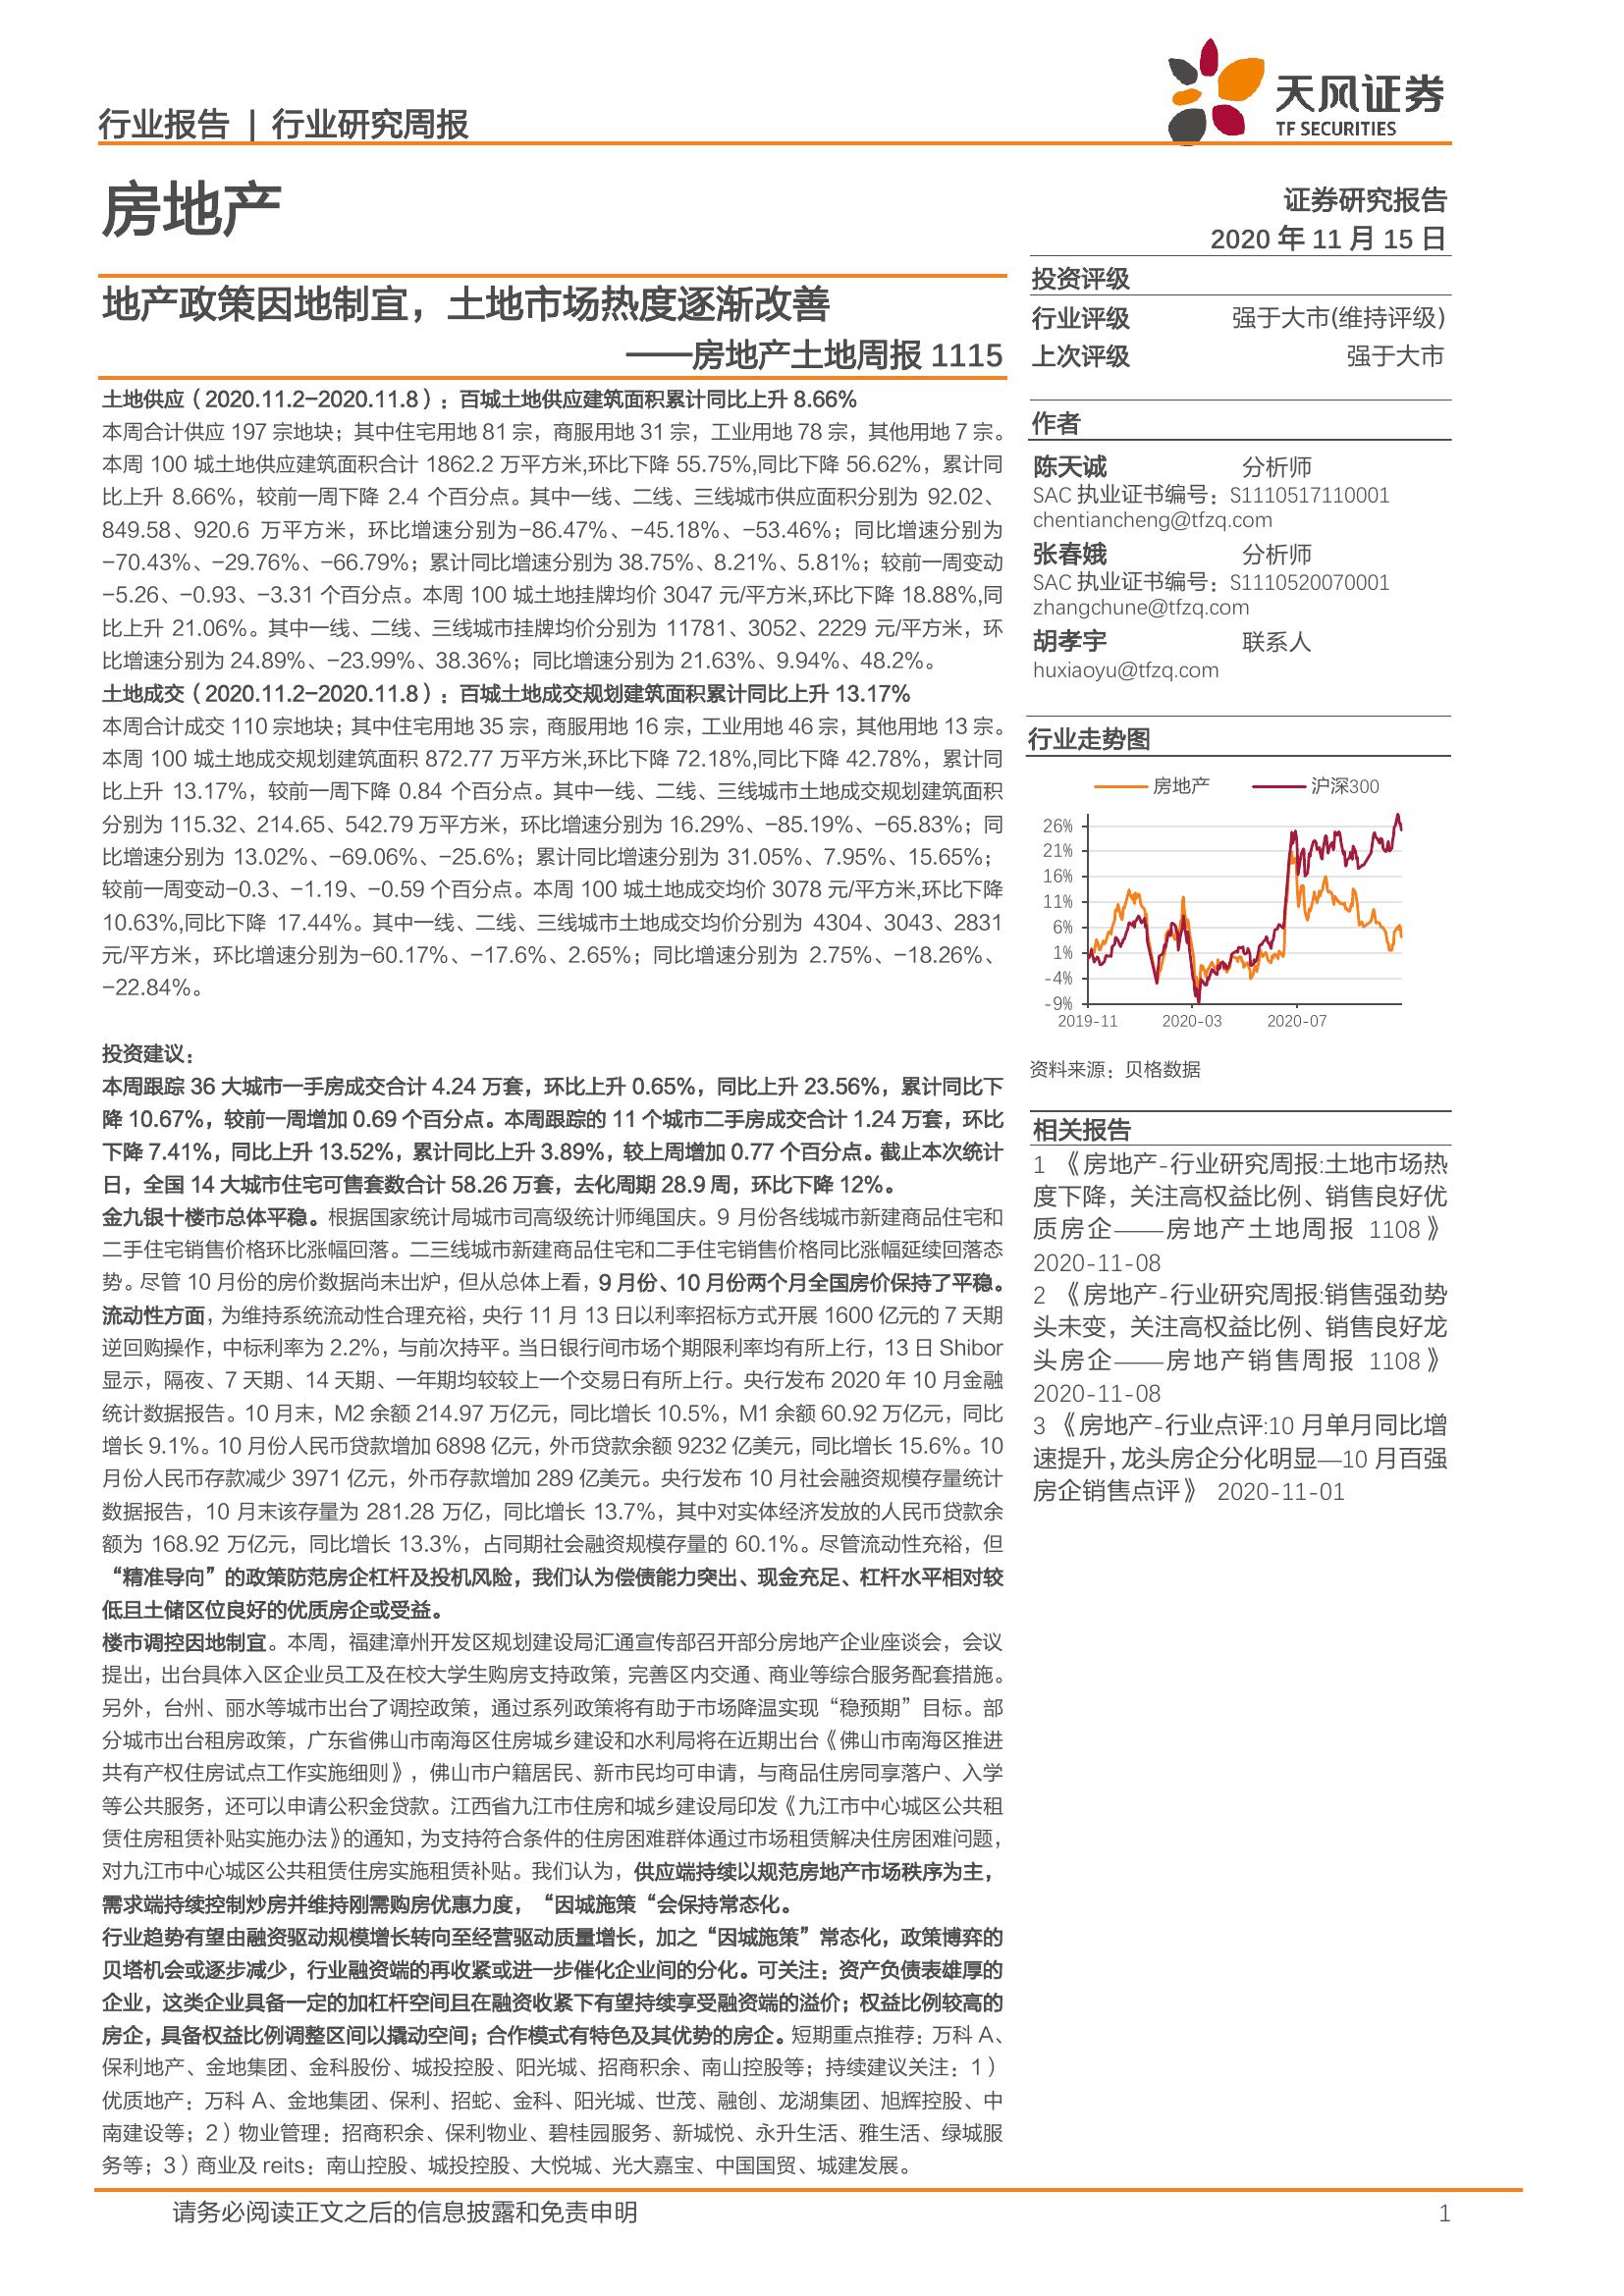 行业报告 | 行业研究周报
天风证券
TF SECURITIES
房地产
证券研究报告
2020 年 11 月 15 日
地产政策因地制宜，土地市场热度逐渐改善
——房地产土地周报 1115
土地供应（2020.11.2-2020.11.8）：百城土地供应建筑面积累计同比上升 8.66%
本周合计供应 197 宗地块；其中住宅用地 81 宗，商服用地 31 宗，工业用地 78 宗，其他用地 7 宗。
本周 100 城土地供应建筑面积合计 1862.2 万平方米,环比下降 55.75%,同比下降 56.62%，累计同
比上升 8.66%，较前一周下降 2.4 个百分点。其中一线、二线、三线城市供应面积分别为 92.02、
849.58、920.6 万平方米，环比增速分别为-86.47%、-45.18%、-53.46%；同比增速分别为
-70.43%、-29.76%、-66.79%；累计同比增速分别为 38.75%、8.21%、5.81%；较前一周变动
-5.26、-0.93、-3.31 个百分点。本周 100 城土地挂牌均价 3047 元/平方米,环比下降 18.88%,同
比上升 21.06%。其中一线、二线、三线城市挂牌均价分别为 11781、3052、2229 元/平方米，环
比增速分别为 24.89%、-23.99%、38.36%；同比增速分别为 21.63%、9.94%、48.2%。
土地成交（2020.11.2-2020.11.8）：百城土地成交规划建筑面积累计同比上升 13.17%
本周合计成交 110 宗地块；其中住宅用地 35 宗，商服用地 16 宗，工业用地 46 宗，其他用地 13 宗。
本周 100 城土地成交规划建筑面积 872.77 万平方米,环比下降 72.18%,同比下降 42.78%，累计同
比上升 13.17%，较前一周下降 0.84 个百分点。其中一线、二线、三线城市土地成交规划建筑面积
分别为 115.32、214.65、542.79 万平方米，环比增速分别为 16.29%、-85.19%、-65.83%；同
比增速分别为 13.02%、-69.06%、-25.6%；累计同比增速分别为 31.05%、7.95%、15.65%；
较前一周变动-0.3、-1.19、-0.59 个百分点。本周 100 城土地成交均价 3078 元/平方米,环比下降
10.63%,同比下降 17.44%。其中一线、二线、三线城市土地成交均价分别为 4304、3043、2831
元/平方米，环比增速分别为-60.17%、-17.6%、2.65%；同比增速分别为 2.75%、-18.26%、
-22.84%。
投资建议：
本周跟踪 36 大城市一手房成交合计 4.24 万套，环比上升 0.65%，同比上升 23.56%，累计同比下
降 10.67%，较前一周增加 0.69 个百分点。本周跟踪的 11 个城市二手房成交合计 1.24 万套，环比
下降 7.41%，同比上升 13.52%，累计同比上升 3.89%，较上周增加 0.77 个百分点。截止本次统计
日，全国 14 大城市住宅可售套数合计 58.26 万套，去化周期 28.9 周，环比下降 12%。
金九银十楼市总体平稳。根据国家统计局城市司高级统计师绳国庆。9 月份各线城市新建商品住宅和
二手住宅销售价格环比涨幅回落。二三线城市新建商品住宅和二手住宅销售价格同比涨幅延续回落态
势。尽管 10 月份的房价数据尚未出炉，但从总体上看，9 月份、10 月份两个月全国房价保持了平稳。
流动性方面，为维持系统流动性合理充裕，央行 11 月 13 日以利率招标方式开展 1600 亿元的 7 天期
逆回购操作，中标利率为 2.2%，与前次持平。当日银行间市场个期限利率均有所上行，13 日 Shibor
显示，隔夜、7 天期、14 天期、一年期均较较上一个交易日有所上行。央行发布 2020 年 10 月金融
统计数据报告。10 月末，M2 余额 214.97 万亿元，同比增长 10.5%，M1 余额 60.92 万亿元，同比
增长 9.1%。10 月份人民币贷款增加 6898 亿元，外币贷款余额 9232 亿美元，同比增长 15.6%。10
月份人民币存款减少 3971 亿元，外币存款增加 289 亿美元。央行发布 10 月社会融资规模存量统计
数据报告，10 月末该存量为 281.28 万亿，同比增长 13.7%，其中对实体经济发放的人民币贷款余
额为 168.92 万亿元，同比增长 13.3%，占同期社会融资规模存量的 60.1%。尽管流动性充裕，但
“精准导向”的政策防范房企杠杆及投机风险，我们认为偿债能力突出、现金充足、杠杆水平相对较
低且土储区位良好的优质房企或受益。
楼市调控因地制宜。本周，福建漳州开发区规划建设局汇通宣传部召开部分房地产企业座谈会，会议
提出，出台具体入区企业员工及在校大学生购房支持政策，完善区内交通、商业等综合服务配套措施。
另外，台州、丽水等城市出台了调控政策，通过系列政策将有助于市场降温实现“稳预期”目标。部
分城市出台租房政策，广东省佛山市南海区住房城乡建设和水利局将在近期出台《佛山市南海区推进
共有产权住房试点工作实施细则》，佛山市户籍居民、新市民均可申请，与商品住房同享落户、入学
等公共服务，还可以申请公积金贷款。江西省九江市住房和城乡建设局印发《九江市中心城区公共租
赁住房租赁补贴实施办法》的通知，为支持符合条件的住房困难群体通过市场租赁解决住房困难问题，
对九江市中心城区公共租赁住房实施租赁补贴。我们认为，供应端持续以规范房地产市场秩序为主，
需求端持续控制炒房并维持刚需购房优惠力度，“因城施策“会保持常态化。
行业趋势有望由融资驱动规模增长转向至经营驱动质量增长，加之“因城施策”常态化，政策博弈的
贝塔机会或逐步减少，行业融资端的再收紧或进一步催化企业间的分化。可关注：资产负债表雄厚的
企业，这类企业具备一定的加杠杆空间且在融资收紧下有望持续享受融资端的溢价；权益比例较高的
房企，具备权益比例调整区间以撬动空间；合作模式有特色及其优势的房企。短期重点推荐：万科 A、
保利地产、金地集团、金科股份、城投控股、阳光城、招商积余、南山控股等；持续建议关注：1）
优质地产：万科 A、金地集团、保利、招蛇、金科、阳光城、世茂、融创、龙湖集团、旭辉控股、中
南建设等；2）物业管理：招商积余、保利物业、碧桂园服务、新城悦、永升生活、雅生活、绿城服
务等；3）商业及 reits：南山控股、城投控股、大悦城、光大嘉宝、中国国贸、城建发展。
投资评级
行业评级 强于大市(维持评级)
上次评级 强于大市
作者
陈天诚 分析师
SAC 执业证书编号：S1110517110001
chentiancheng@tfzq.com
张春娥 分析师
SAC 执业证书编号：S1110520070001
zhangchune@tfzq.com
胡孝宇 联系人
huxiaoyu@tfzq.com
行业走势图
房地产 沪深300
26%
21%
16%
11%
6%
1%
-4%
-9%
2019-11 2020-03 2020-07
资料来源：贝格数据
相关报告
1 《房地产-行业研究周报:土地市场热
度下降，关注高权益比例、销售良好优
质房企——房地产土地周报 1108》
2020-11-08
2 《房地产-行业研究周报:销售强劲势
头未变，关注高权益比例、销售良好龙
头房企——房地产销售周报 1108》
2020-11-08
3 《房地产-行业点评:10 月单月同比增
速提升，龙头房企分化明显—10 月百强
房企销售点评》 2020-11-01
请务必阅读正文之后的信息披露和免责申明
1